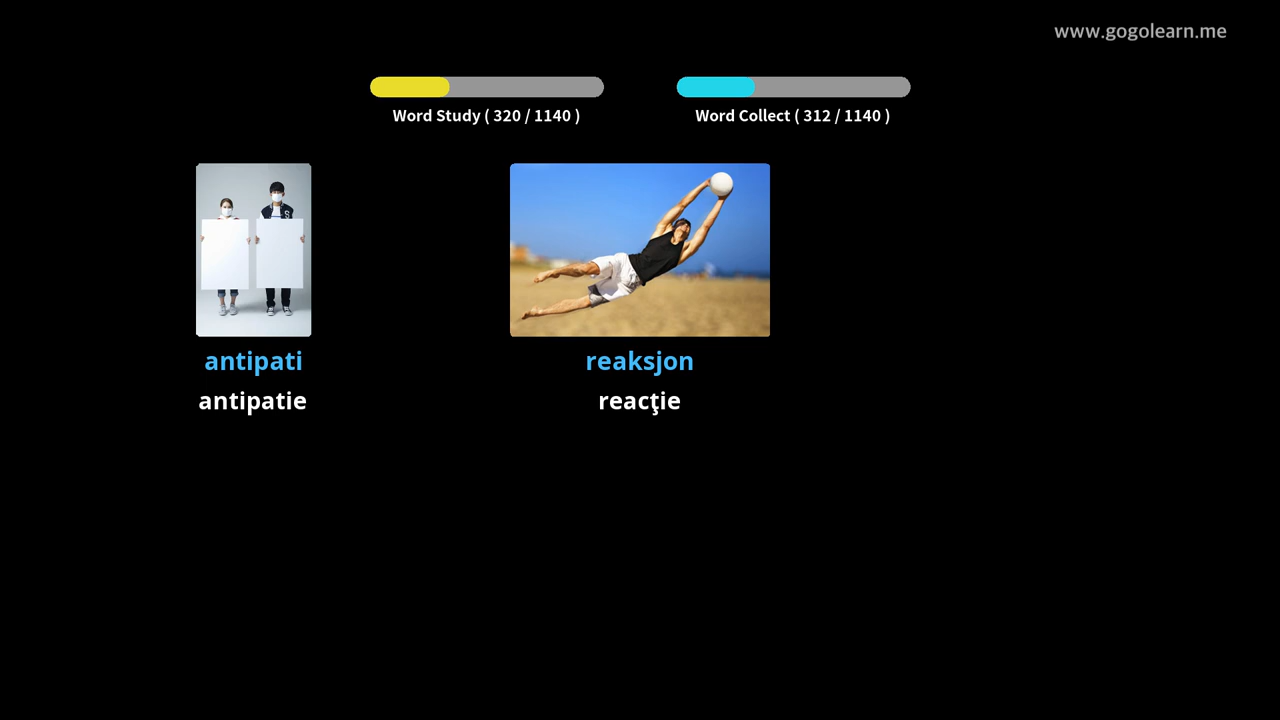 www.gogolearn.me
Word Study ( 320 / 1140 )
Word Collect ( 312 / 1140 )
antipati
antipatie
reaksjon
reacţie